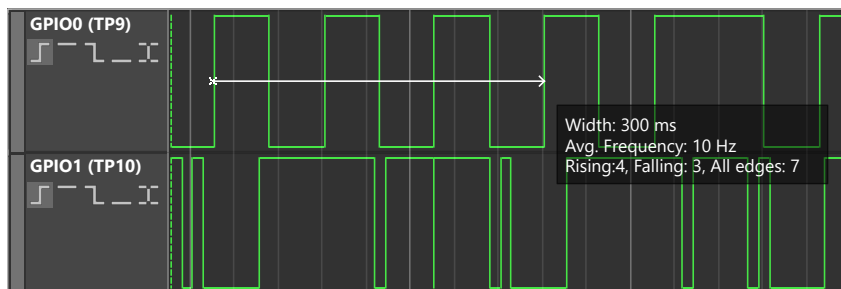 GPIO0 (TP9)
Width: 300 ms
Avg. Frequency: 10 Hz
Rising:4, Falling: 3, All edges: 7
GPIO1 (TP10)